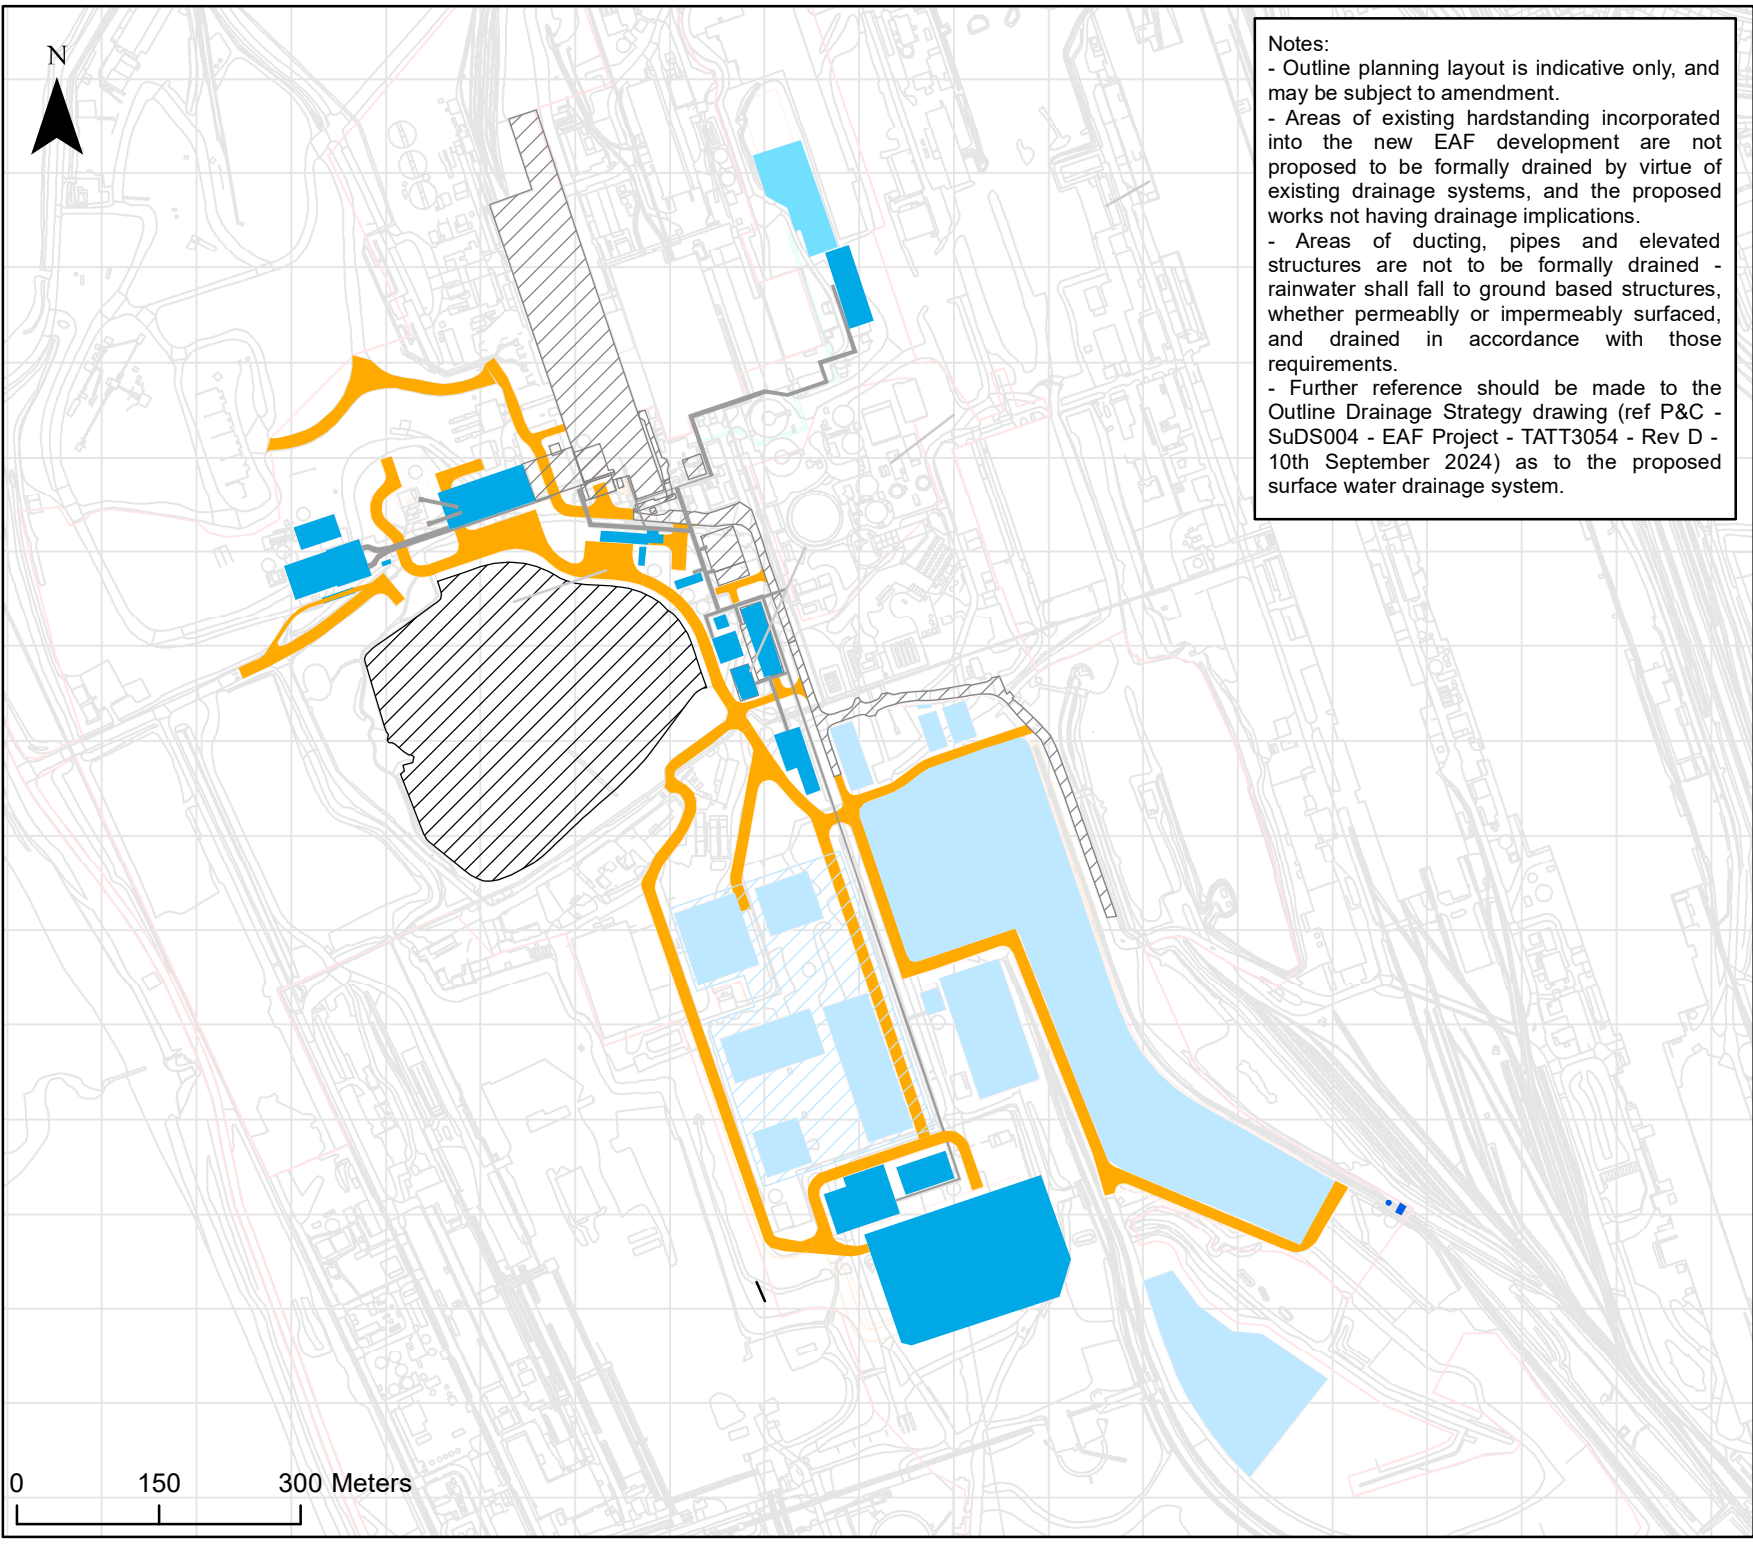 N
Notes:
- Outline planning layout is indicative only, and
may be subject to amendment.
- Areas of existing hardstanding incorporated
into the new EAF development are not
proposed to be formally drained by virtue of
existing drainage systems, and the proposed
works not having drainage implications.
- Areas of ducting, pipes and elevated
structures are not to be formally drained -
rainwater shall fall to ground based structures,
whether permeablly or impermeably surfaced,
and drained in accordance with those
requirements.
- Further reference should be made to the
Outline Drainage Strategy drawing (ref P&C -
SuDS004 - EAF Project - TATT3054 - Rev D -
10th September 2024) as to the proposed
surface water drainage system.
0 150 300 Meters